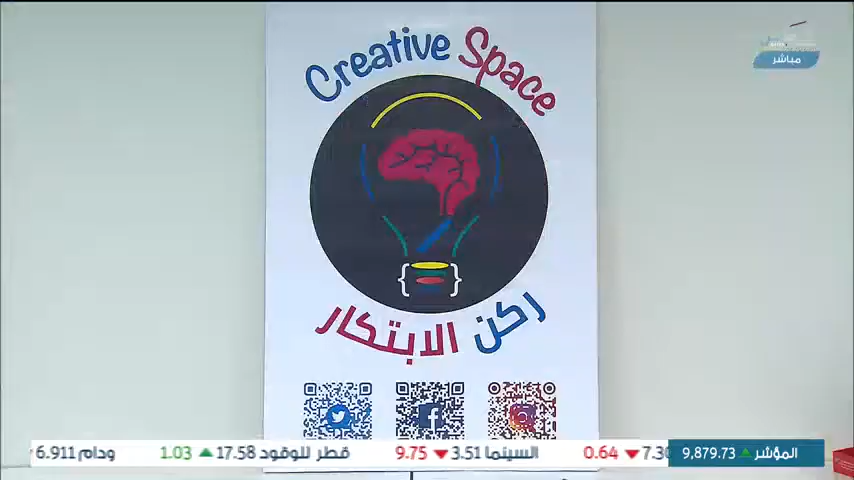 Creative Space
ركن الابتكار
مباشر
المؤشر 9,879.73
7.30 0.64 السينما 3.51 9.75 قطر للوقود 17.58 1.03 ودام 6.911